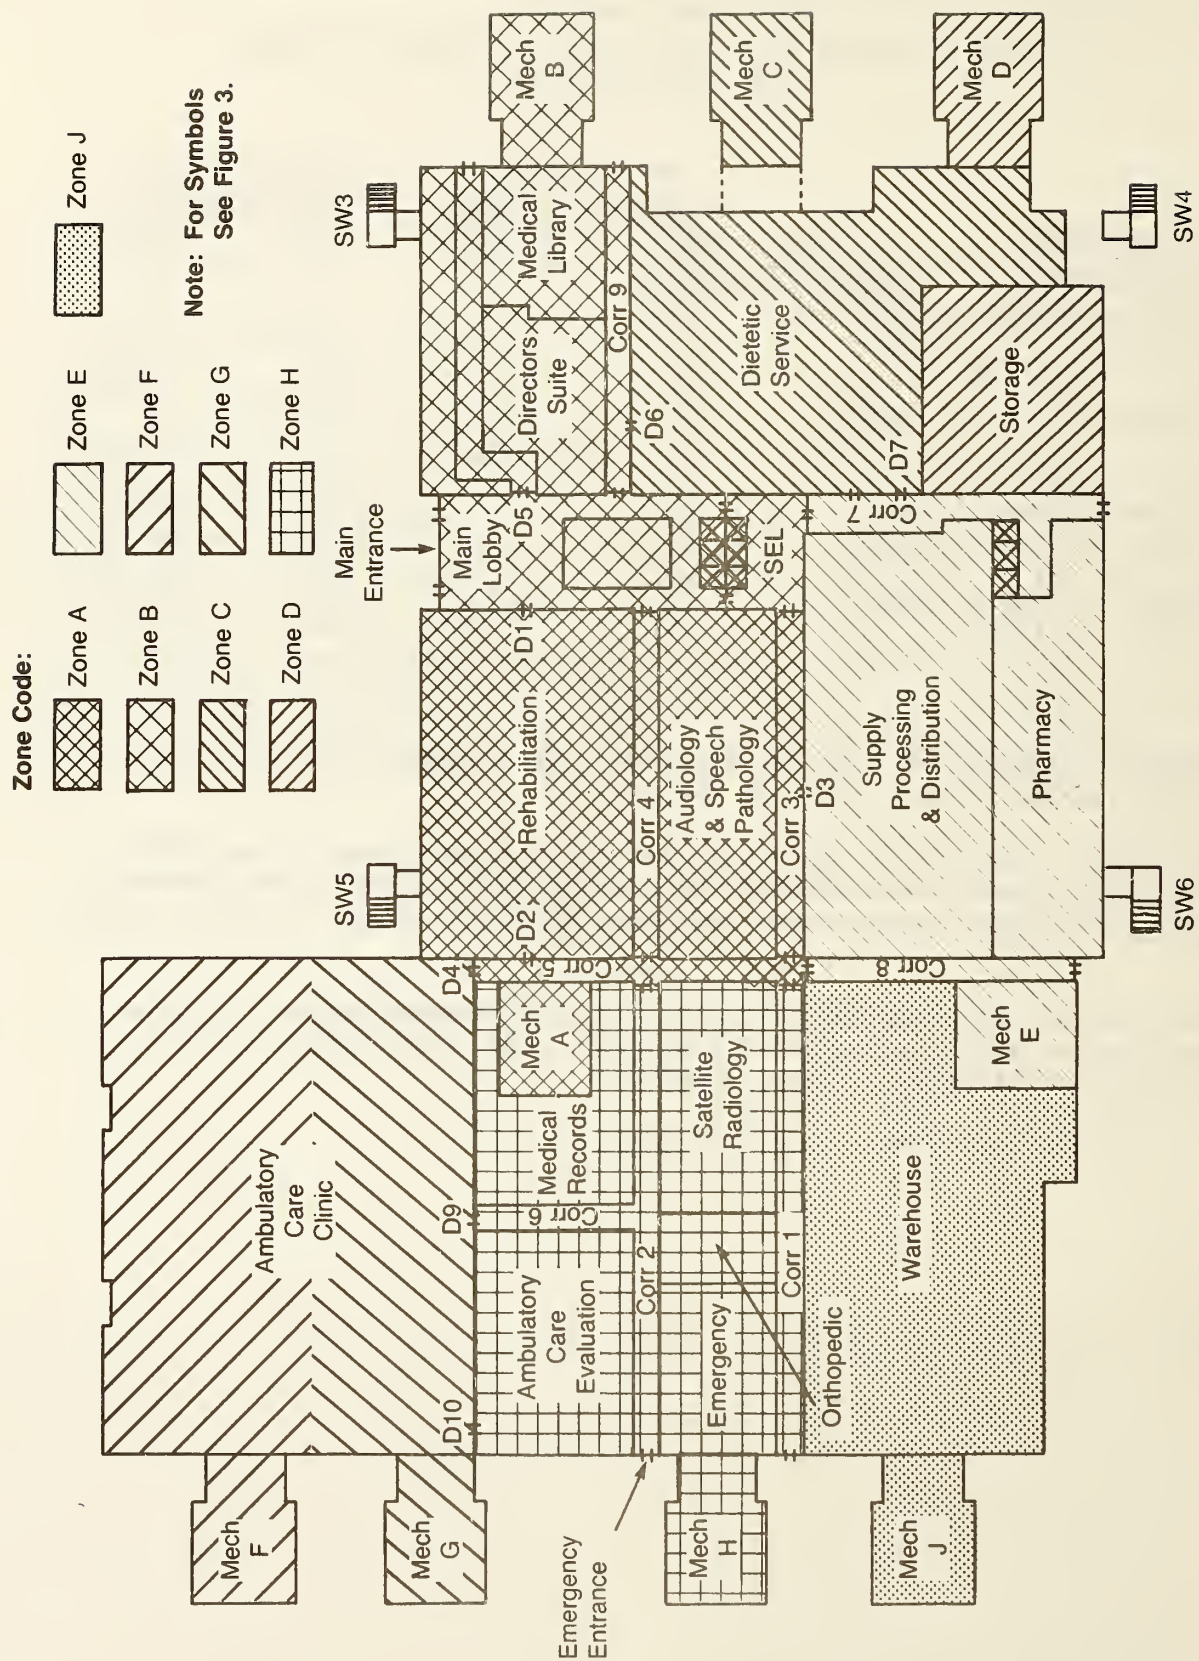 Zone Code:
Zone A
Zone B
Zone C
Zone D
Zone E
Zone F
Zone G
Zone H
Zone J
Note: For Symbols
See Figure 3.
SW5
Main
Entrance
SW3
Ambulatory
Care
Clinic
Mech
F
Mech
G
D10
D9
D4
Ambulatory
Care
Evaluation
Corr 6
Medical
Records
Mech
A
Corr 5
D2
Rehabilitation
D1
Main
Lobby
D5
Directors
Suite
Medical
Library
Mech
B
Emergency
Entrance
Corr 2
Corr 4
Corr 9
D6
Mech
H
Emergency
Satellite
Radiology
Audiology
& Speech
Pathology
SEL
Dietetic
Service
Mech
C
Corr 1
Corr 3
D3
Orthopedic
Corr 8
Supply
Processing
& Distribution
Corr 7
D7
Mech
J
Warehouse
Mech
E
Pharmacy
Storage
Mech
D
SW6
SW4